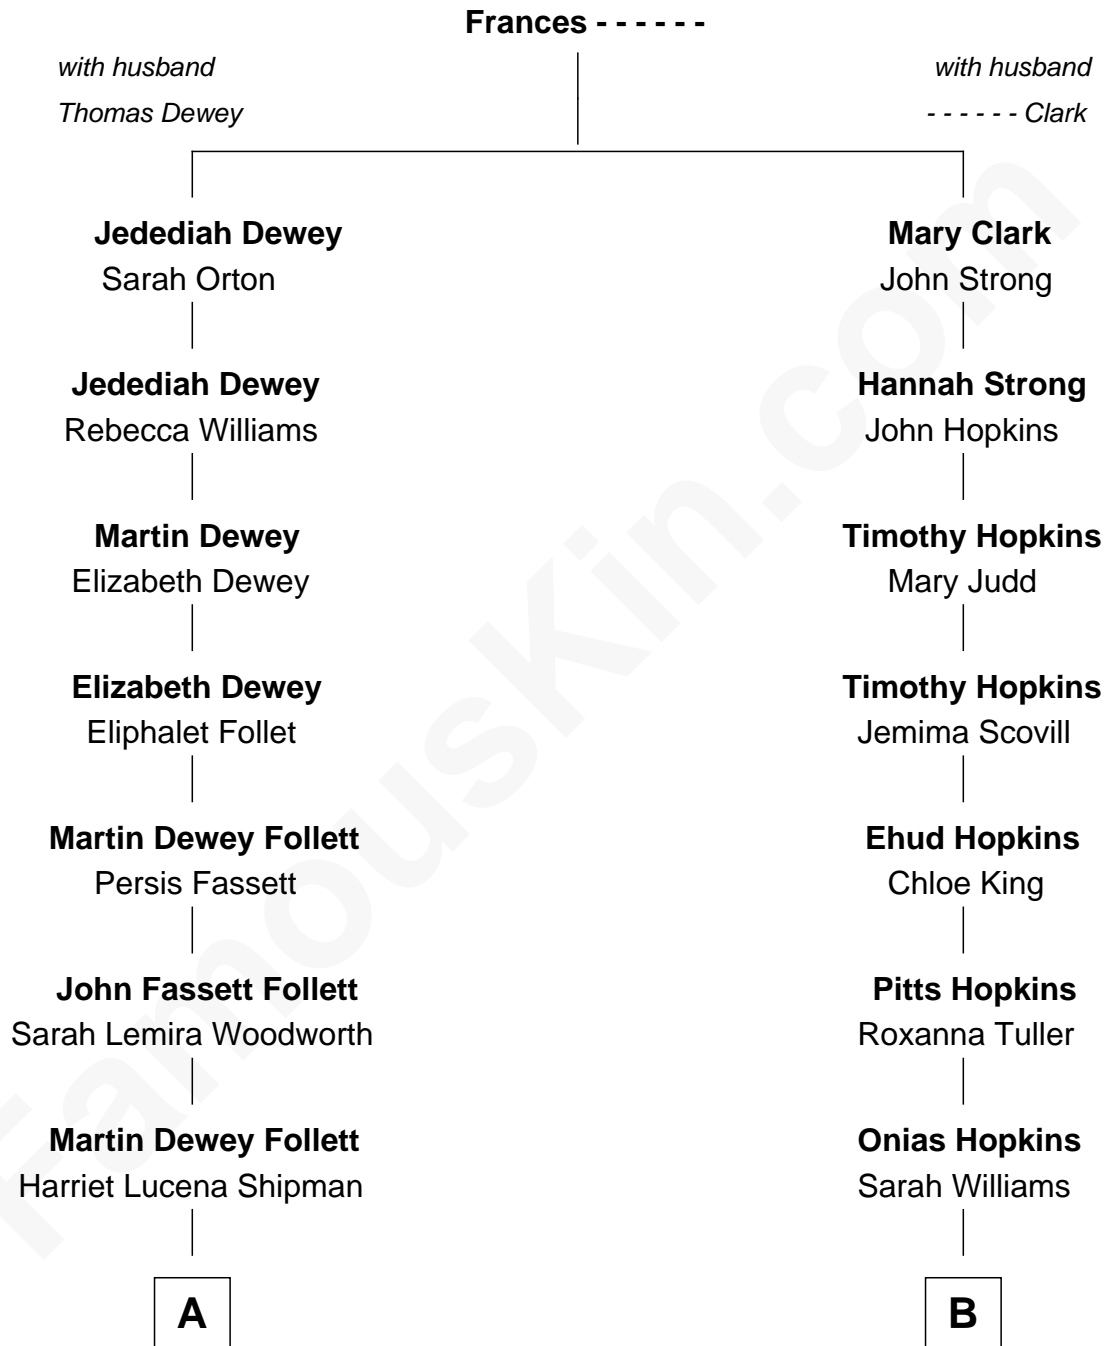 Frances - - - - - -
with husband
Thomas Dewey
with husband
- - - - - - Clark
Jedediah Dewey
Sarah Orton
Mary Clark
John Strong
Jedediah Dewey
Rebecca Williams
Hannah Strong
John Hopkins
Martin Dewey
Elizabeth Dewey
Timothy Hopkins
Mary Judd
Elizabeth Dewey
Eliphalet Follet
Timothy Hopkins
Jemima Scovill
Martin Dewey Follett
Persis Fassett
Ehud Hopkins
Chloe King
John Fassett Follett
Sarah Lemira Woodworth
Pitts Hopkins
Roxanna Tuller
Martin Dewey Follett
Harriet Lucena Shipman
Onias Hopkins
Sarah Williams
A
B
FamousKin.com